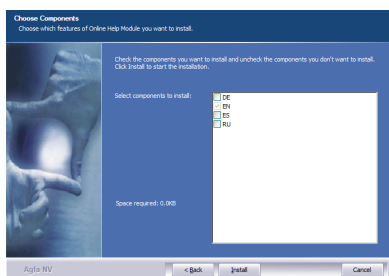 Choose Components
Choose which features of Online Help Module you want to install.
Check the components you want to install and uncheck the components you don't want to install.
Click Install to start the installation.
Select components to install:
DE
EN
ES
RU
Space required: 0.0KB
Agfa NV
< Back
Install
Cancel